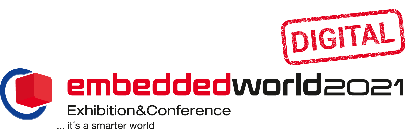 DIGITAL
embeddedworld2021
Exhibition&Conference
... it's a smarter world